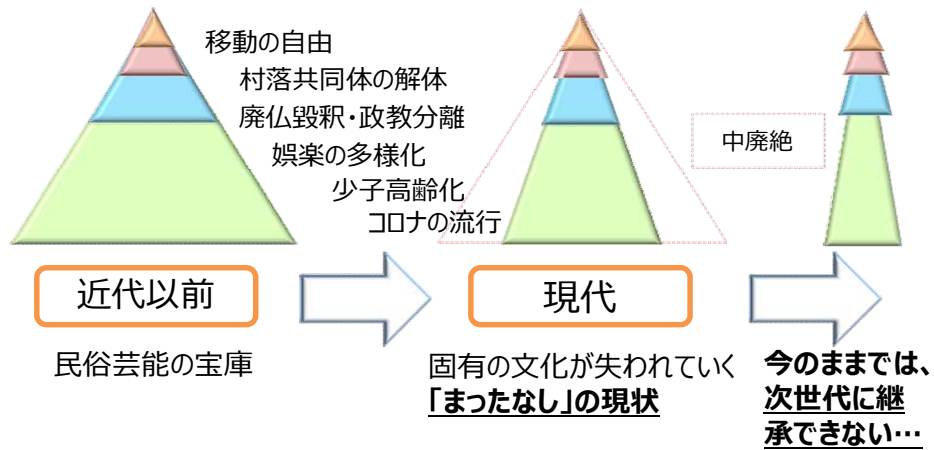 移動の自由
村落共同体の解体
廃仏毀釈・政教分離
娯楽の多様化
少子高齢化
コロナの流行
中廃絶
近代以前
現代
民俗芸能の宝庫
固有の文化が失われていく
「まったなし」の現状
今のままでは、
次世代に継
承できない…